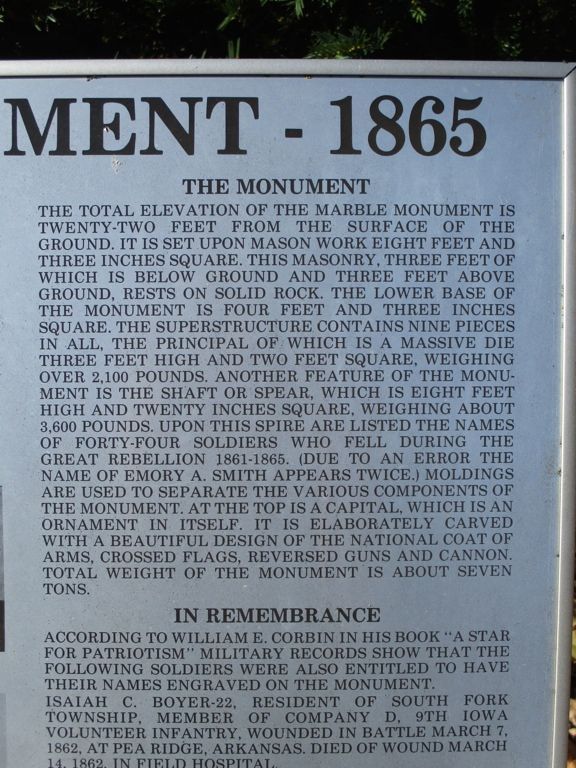 MENT - 1865
THE MONUMENT
THE TOTAL ELEVATION OF THE MARBLE MONUMENT IS
TWENTY-TWO FEET FROM THE SURFACE OF THE
GROUND. IT IS SET UPON MASON WORK EIGHT FEET AND
THREE INCHES SQUARE. THIS MASONRY, THREE FEET OF
WHICH IS BELOW GROUND AND THREE FEET ABOVE
GROUND, RESTS ON SOLID ROCK. THE LOWER BASE OF
THE MONUMENT IS FOUR FEET AND THREE INCHES
SQUARE. THE SUPERSTRUCTURE CONTAINS NINE PIECES
IN ALL, THE PRINCIPAL OF WHICH IS A MASSIVE DIE
THREE FEET HIGH AND TWO FEET SQUARE, WEIGHING
OVER 2,100 POUNDS. ANOTHER FEATURE OF THE MONU-
MENT IS THE SHAFT OR SPEAR, WHICH IS EIGHT FEET
HIGH AND TWENTY INCHES SQUARE, WEIGHING ABOUT
3,600 POUNDS. UPON THIS SPIRE ARE LISTED THE NAMES
OF FORTY-FOUR SOLDIERS WHO FELL DURING THE
GREAT REBELLION 1861-1865. (DUE TO AN ERROR THE
NAME OF EMORY A. SMITH APPEARS TWICE.) MOLDINGS
ARE USED TO SEPARATE THE VARIOUS COMPONENTS OF
THE MONUMENT. AT THE TOP IS A CAPITAL, WHICH IS AN
ORNAMENT IN ITSELF. IT IS ELABORATELY CARVED
WITH A BEAUTIFUL DESIGN OF THE NATIONAL COAT OF
ARMS, CROSSED FLAGS, REVERSED GUNS AND CANNON.
TOTAL WEIGHT OF THE MONUMENT IS ABOUT SEVEN
TONS.
IN REMEMBRANCE
ACCORDING TO WILLIAM E. CORBIN IN HIS BOOK "A STAR
FOR PATRIOTISM" MILITARY RECORDS SHOW THAT THE
FOLLOWING SOLDIERS WERE ALSO ENTITLED TO HAVE
THEIR NAMES ENGRAVED ON THE MONUMENT.
ISAIAH C. BOYER-22, RESIDENT OF SOUTH FORK
TOWNSHIP, MEMBER OF COMPANY D, 9TH IOWA
VOLUNTEER INFANTRY, WOUNDED IN BATTLE MARCH 7,
1862, AT PEA RIDGE, ARKANSAS. DIED OF WOUND MARCH
14, 1862, IN FIELD HOSPITAL.